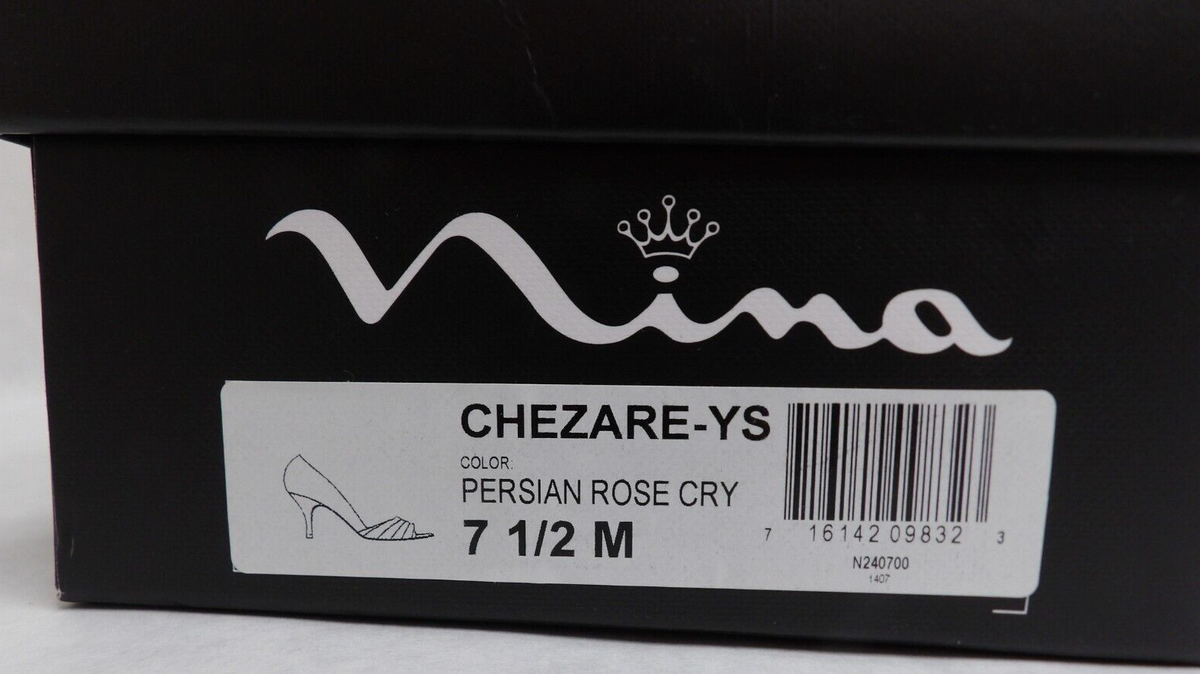 nina
CHEZARE-YS
COLOR:
PERSIAN ROSE CRY
7 1/2 M
7 16142 09832 3
N240700
1407